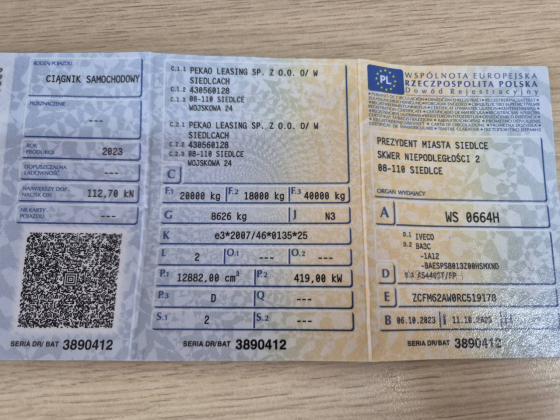 RODZAJ POJAZDU
CIĄGNIK SAMOCHODOWY
PRZEZNACZENIE
---
ROK PRODUKCJI
2023
DOPUSZCZALNA ŁADOWNOŚĆ
---
NAJWIĘKSZY DOP. NACISK OSI
112,70 kN
NR KARTY POJAZDU
---
SERIA DR/BAT 3890412
C.1.1 PEKAO LEASING SP. Z O.O. O/ W
SIEDLCACH
C.1.2 430560128
C.1.3 08-110 SIEDLCE
WOJSKOWA 24
C.2.1 PEKAO LEASING SP. Z O.O. O/ W
SIEDLCACH
C.2.2 430560128
C.2.3 08-110 SIEDLCE
WOJSKOWA 24
C
F.1 20000 kg F.2 18000 kg F.3 40000 kg
G 8626 kg J N3
K e3*2007/46*0135*25
L 2 O.1 --- O.2 ---
P.1 12882,00 cm³ P.2 419,00 kW
P.3 D Q ---
S.1 2 S.2 ---
SERIA DR/BAT 3890412
PL
WSPÓLNOTA EUROPEJSKA
RZECZPOSPOLITA POLSKA
Dowód Rejestracyjny
PREZYDENT MIASTA SIEDLCE
SKWER NIEPODLEGŁOŚCI 2
08-110 SIEDLCE
ORGAN WYDAJĄCY
A WS 0664H
D.1 IVECO
D.2 BA3C
-1A12
D
D.3
E ZCFM62AW0RC519178
B 06.10.2023 I
SERIA DR/BAT 3890412